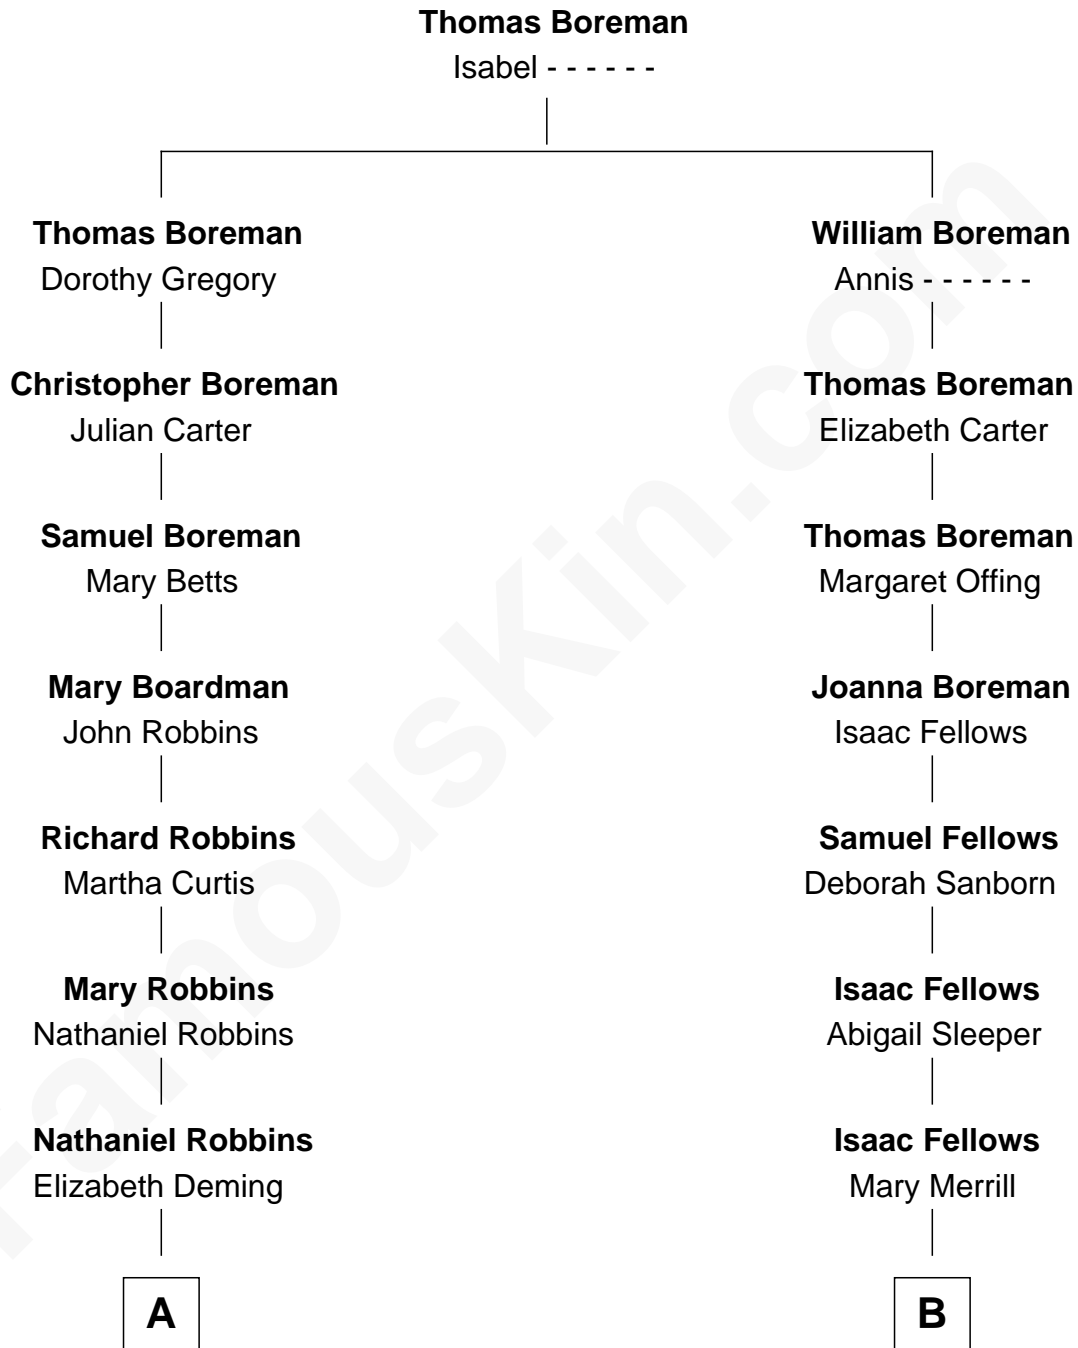 Thomas Boreman
Isabel - - - - - -
Thomas Boreman
Dorothy Gregory
Christopher Boreman
Julian Carter
Samuel Boreman
Mary Betts
Mary Boardman
John Robbins
Richard Robbins
Martha Curtis
Mary Robbins
Nathaniel Robbins
Nathaniel Robbins
Elizabeth Deming
A
William Boreman
Annis - - - - - -
Thomas Boreman
Elizabeth Carter
Thomas Boreman
Margaret Offing
Joanna Boreman
Isaac Fellows
Samuel Fellows
Deborah Sanborn
Isaac Fellows
Abigail Sleeper
Isaac Fellows
Mary Merrill
B
FamousKin.com